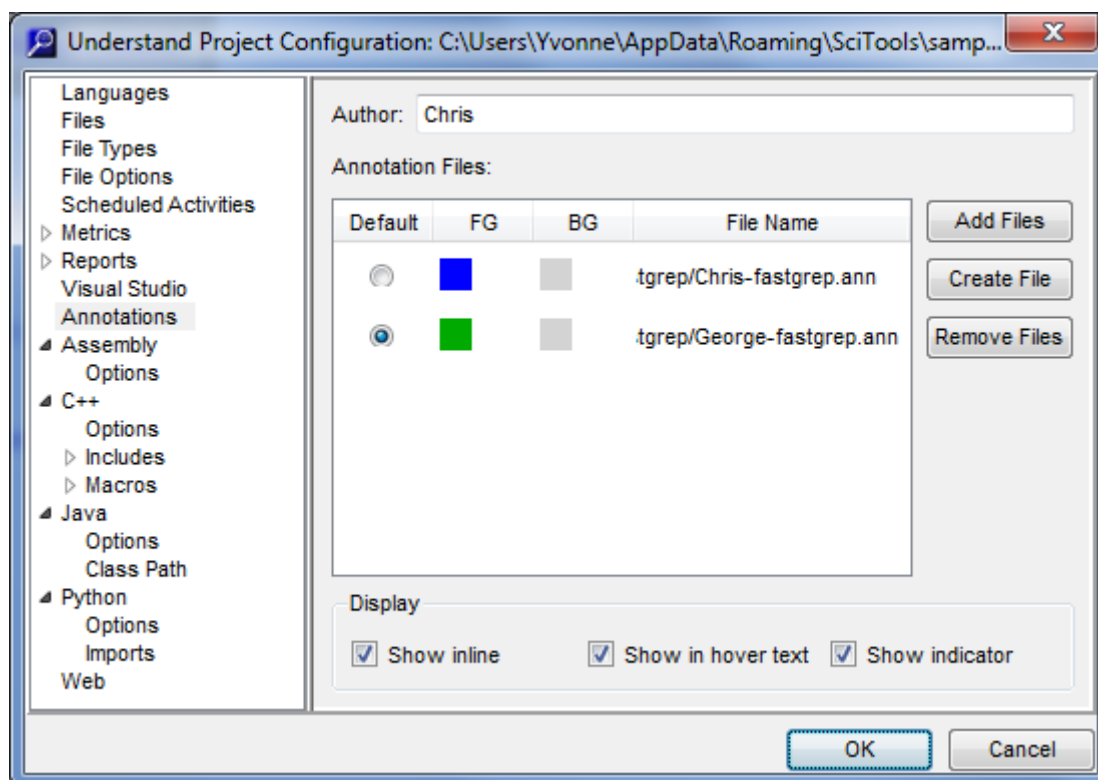 Understand Project Configuration: C:\Users\Yvonne\AppData\Roaming\SciTools\samp...
Languages
Files
File Types
File Options
Scheduled Activities
Metrics
Reports
Visual Studio
Annotations
Assembly
Options
C++
Options
Includes
Macros
Java
Options
Class Path
Python
Options
Imports
Web
Author: Chris
Annotation Files:
Default FG BG File Name
tgrep/Chris-fastgrep.ann
tgrep/George-fastgrep.ann
Add Files
Create File
Remove Files
Display
Show inline Show in hover text Show indicator
OK Cancel